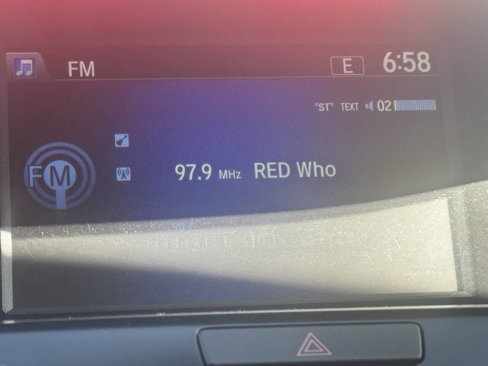 FM E 6:58
"ST" TEXT 02
FM 97.9 MHz RED Who